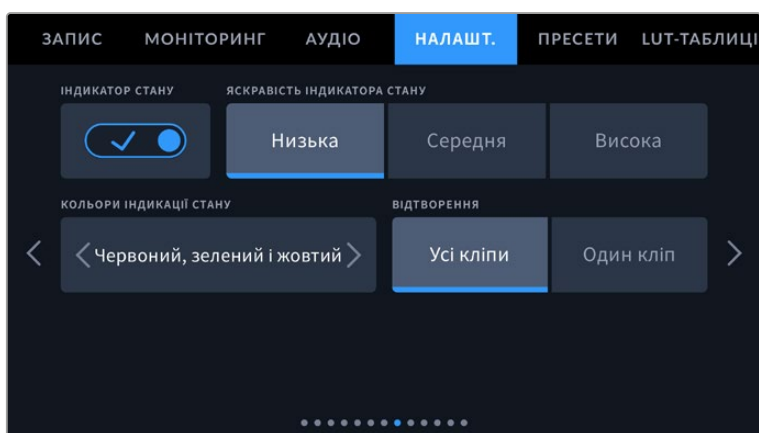 ЗАПИС МОНІТОРИНГ АУДІО НАЛАШТ. ПРЕСЕТИ LUT-ТАБЛИЦІ
ІНДИКАТОР СТАНУ ЯСКРАВІСТЬ ІНДИКАТОРА СТАНУ
Низька Середня Висока
КОЛЬОРИ ІНДИКАЦІЇ СТАНУ ВІДТВОРЕННЯ
Червоний, зелений і жовтий Усі кліпи Один кліп